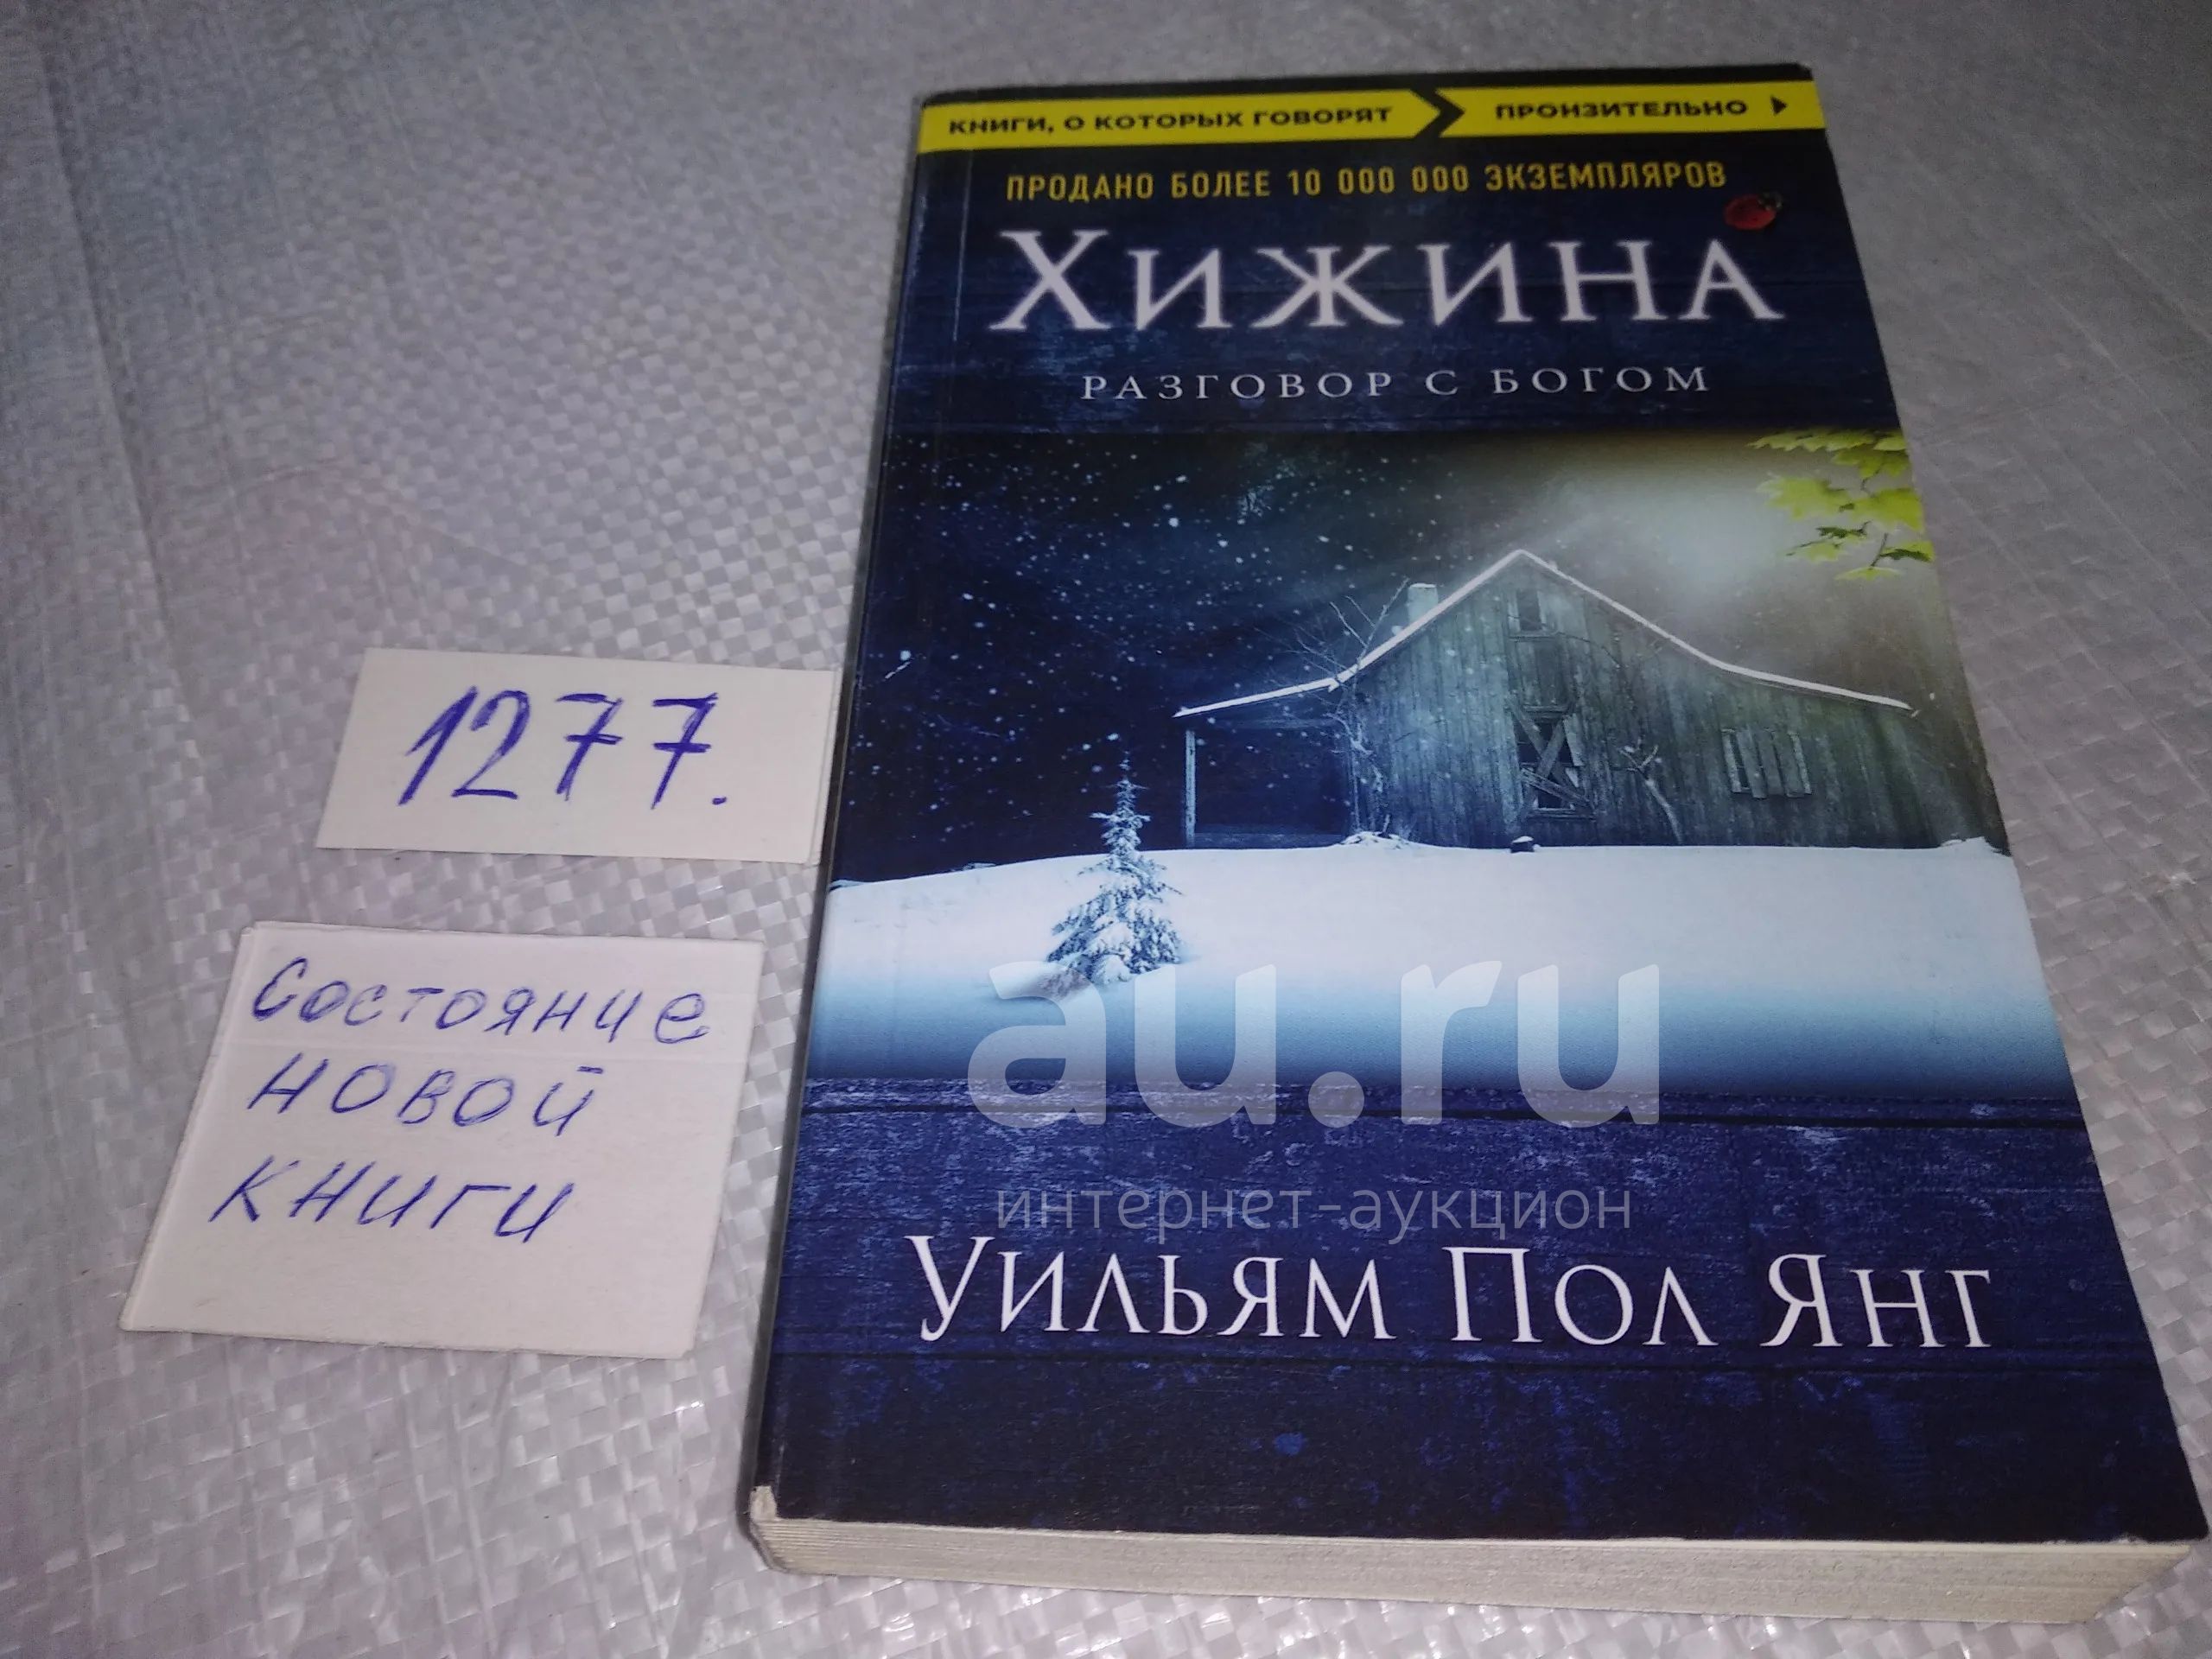 КНИГИ, О КОТОРЫХ ГОВОРЯТ ПРОНЗИТЕЛЬНО
ПРОДАНО БОЛЕЕ 10 000 000 ЭКЗЕМПЛЯРОВ
ХИЖИНА
РАЗГОВОР С БОГОМ
1277.
Состояние
новой
книги
au.ru
интернет-аукцион
УИЛЬЯМ ПОЛ ЯНГ